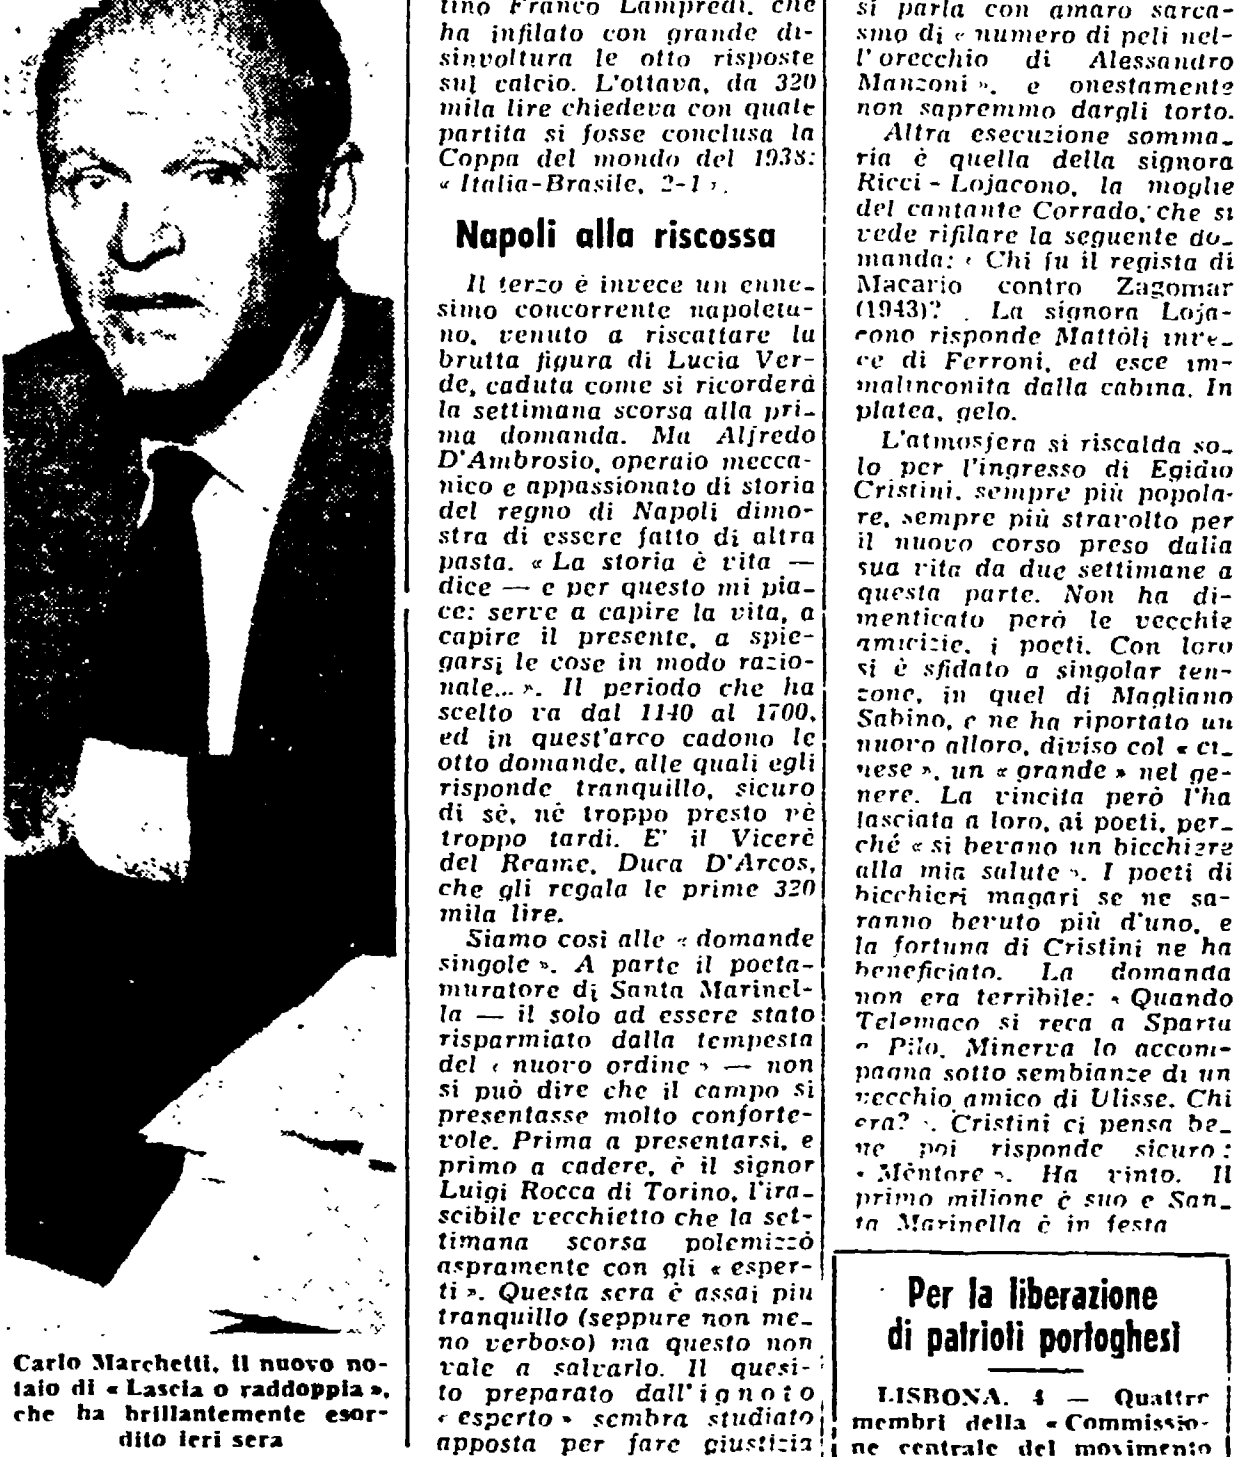 Carlo Marchetti, il nuovo no-
taio di « Lascia o raddoppia »,
che ha brillantemente esor-
dito ieri sera
tino Franco Lampredi, che
ha infilato con grande di-
sinvoltura le otto risposte
sul calcio. L'ottava, da 320
mila lire chiedeva con quale
partita si fosse conclusa la
Coppa del mondo del 1938:
« Italia-Brasile, 2-1 ».
Napoli alla riscossa
Il terzo è invece un enne-
simo concorrente napoleta-
no, venuto a riscattare la
brutta figura di Lucia Ver-
de, caduta come si ricorderà
la settimana scorsa alla pri-
ma domanda. Ma Alfredo
D'Ambrosio, operaio mecca-
nico e appassionato di storia
del regno di Napoli dimo-
stra di essere fatto di altra
pasta. « La storia è vita —
dice — e per questo mi pia-
ce: serve a capire la vita, a
capire il presente, a spie-
garsi le cose in modo razio-
nale... ». Il periodo che ha
scelto va dal 1140 al 1700,
ed in quest'arco cadono le
otto domande, alle quali egli
risponde tranquillo, sicuro
di sé, né troppo presto né
troppo tardi. E' il Vicerè
del Reame, Duca D'Arcos,
che gli regala le prime 320
mila lire.
Siamo così alle « domande
singole ». A parte il poeta-
muratore di Santa Marinel-
la — il solo ad essere stato
risparmiato dalla tempesta
del « nuovo ordine » — non
si può dire che il campo si
presentasse molto conforte-
vole. Prima a presentarsi, e
primo a cadere, è il signor
Luigi Rocca di Torino, l'ira-
scibile vecchietto che la set-
timana scorsa polemizzò
aspramente con gli « esper-
ti ». Questa sera è assai più
tranquillo (seppure non me-
no verboso) ma questo non
vale a salvarlo. Il quesi-
to preparato dall'ignoto
« esperto » sembra studiato
apposta per fare giustizia
si parla con amaro sarca-
smo di « numero di peli nel-
l'orecchio di Alessandro
Manzoni », e onestamente
non sapremmo dargli torto.
Altra esecuzione somma-
ria è quella della signora
Ricci-Lojacono, la moglie
del cantante Corrado, che si
vede rifilare la seguente do-
manda: « Chi fu il regista di
Macario contro Zagomar
(1943)? ». La signora Loja-
cono risponde Mattòli inve-
ce di Ferroni, ed esce im-
malinconita dalla cabina. In
platea, gelo.
L'atmosfera si riscalda so-
lo per l'ingresso di Egidio
Cristini, sempre più popola-
re, sempre più stravolto per
il nuovo corso preso dalla
sua vita da due settimane a
questa parte. Non ha di-
menticato però le vecchie
amicizie, i poeti. Con loro
si è sfidato a singolar ten-
zone, in quel di Magliano
Sabino, e ne ha riportato un
nuovo alloro, diviso col « ci-
nese », un « grande » nel ge-
nere. La vincita però l'ha
lasciata a loro, ai poeti, per-
ché « si bevano un bicchiere
alla mia salute ». I poeti di
bicchieri magari se ne sa-
ranno bevuto più d'uno, e
la fortuna di Cristini ne ha
beneficiato. La domanda
non era terribile: « Quando
Telemaco si reca a Sparta
e Pilo, Minerva lo accom-
pagna sotto sembianze di un
vecchio amico di Ulisse. Chi
era? ». Cristini ci pensa be-
ne poi risponde sicuro:
« Mèntore ». Ha vinto. Il
primo milione è suo e San-
ta Marinella è in festa
Per la liberazione
di patrioti portoghesi
LISBONA, 4 — Quattro
membri della « Commissio-
ne centrale del movimento